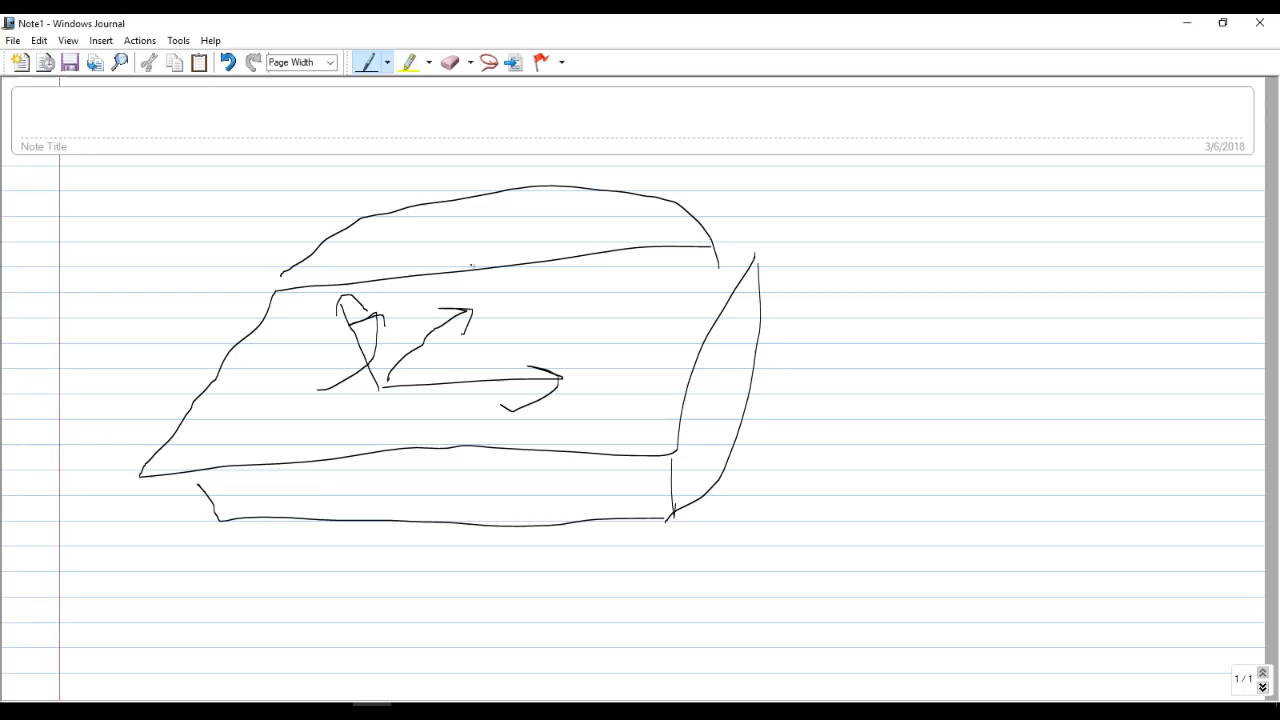 Note1 - Windows Journal
File Edit View Insert Actions Tools Help
Page Width
Note Title
3/6/2018
1 / 1